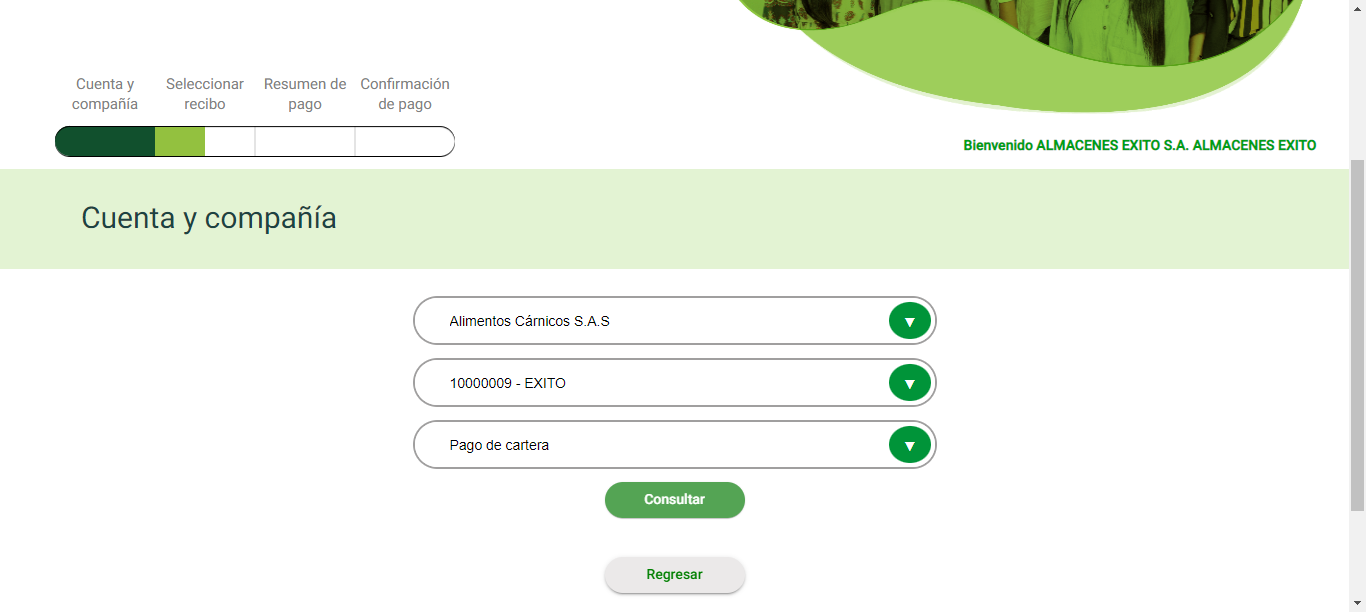 Cuenta y compañía
Seleccionar recibo
Resumen de pago
Confirmación de pago
Bienvenido ALMACENES EXITO S.A. ALMACENES EXITO
Cuenta y compañía
Alimentos Cárnicos S.A.S
10000009 - EXITO
Pago de cartera
Consultar
Regresar